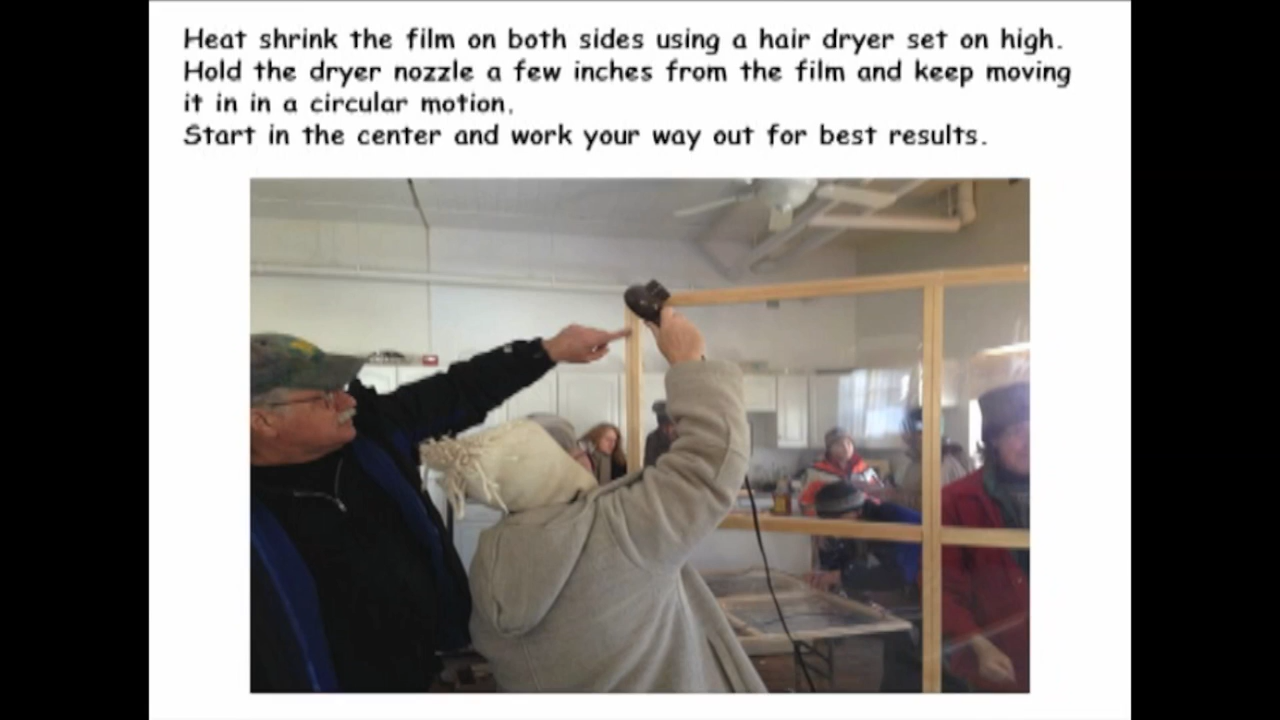 Heat shrink the film on both sides using a hair dryer set on high.
Hold the dryer nozzle a few inches from the film and keep moving
it in in a circular motion.
Start in the center and work your way out for best results.